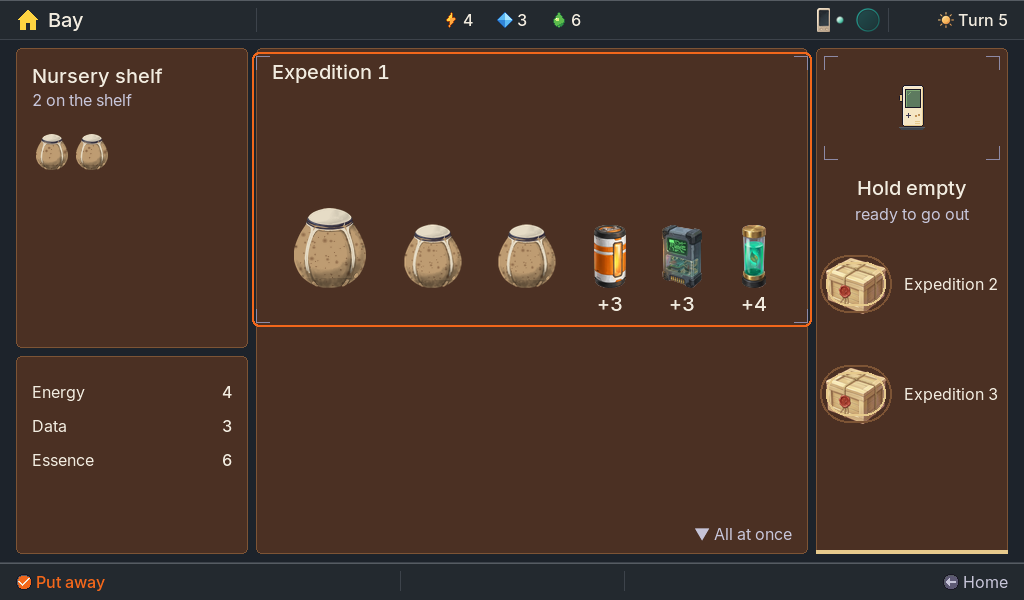 Bay
4
3
6
Turn 5
Nursery shelf
2 on the shelf
Energy 4
Data 3
Essence 6
Expedition 1
+3
+3
+4
All at once
Hold empty
ready to go out
Expedition 2
Expedition 3
Put away
Home